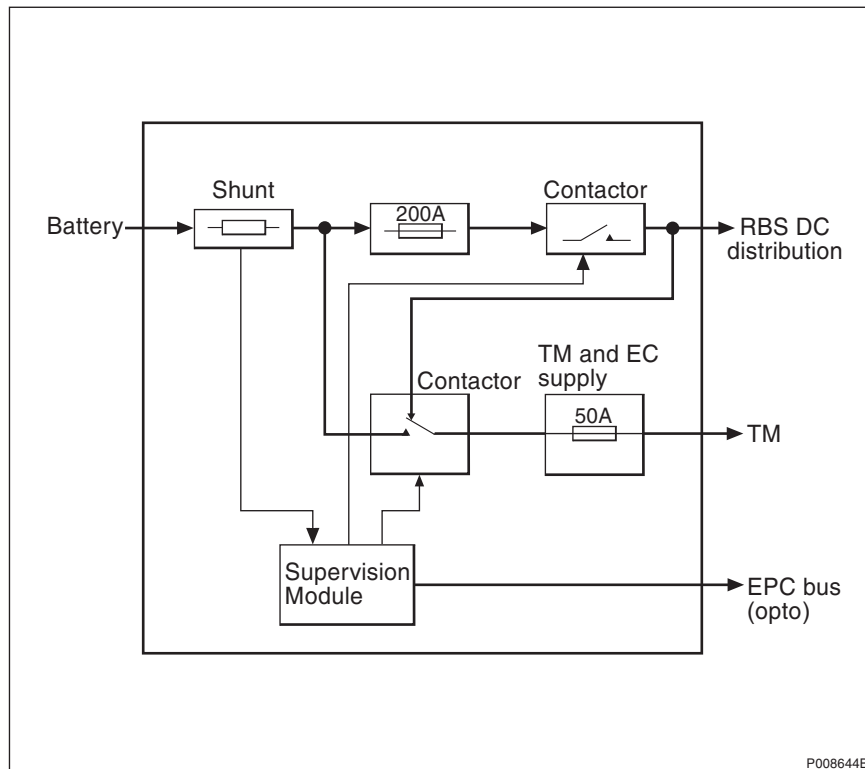 Shunt
200A
Contactor
Battery
RBS DC
distribution
TM and EC
supply
Contactor
50A
TM
Supervision
Module
EPC bus
(opto)